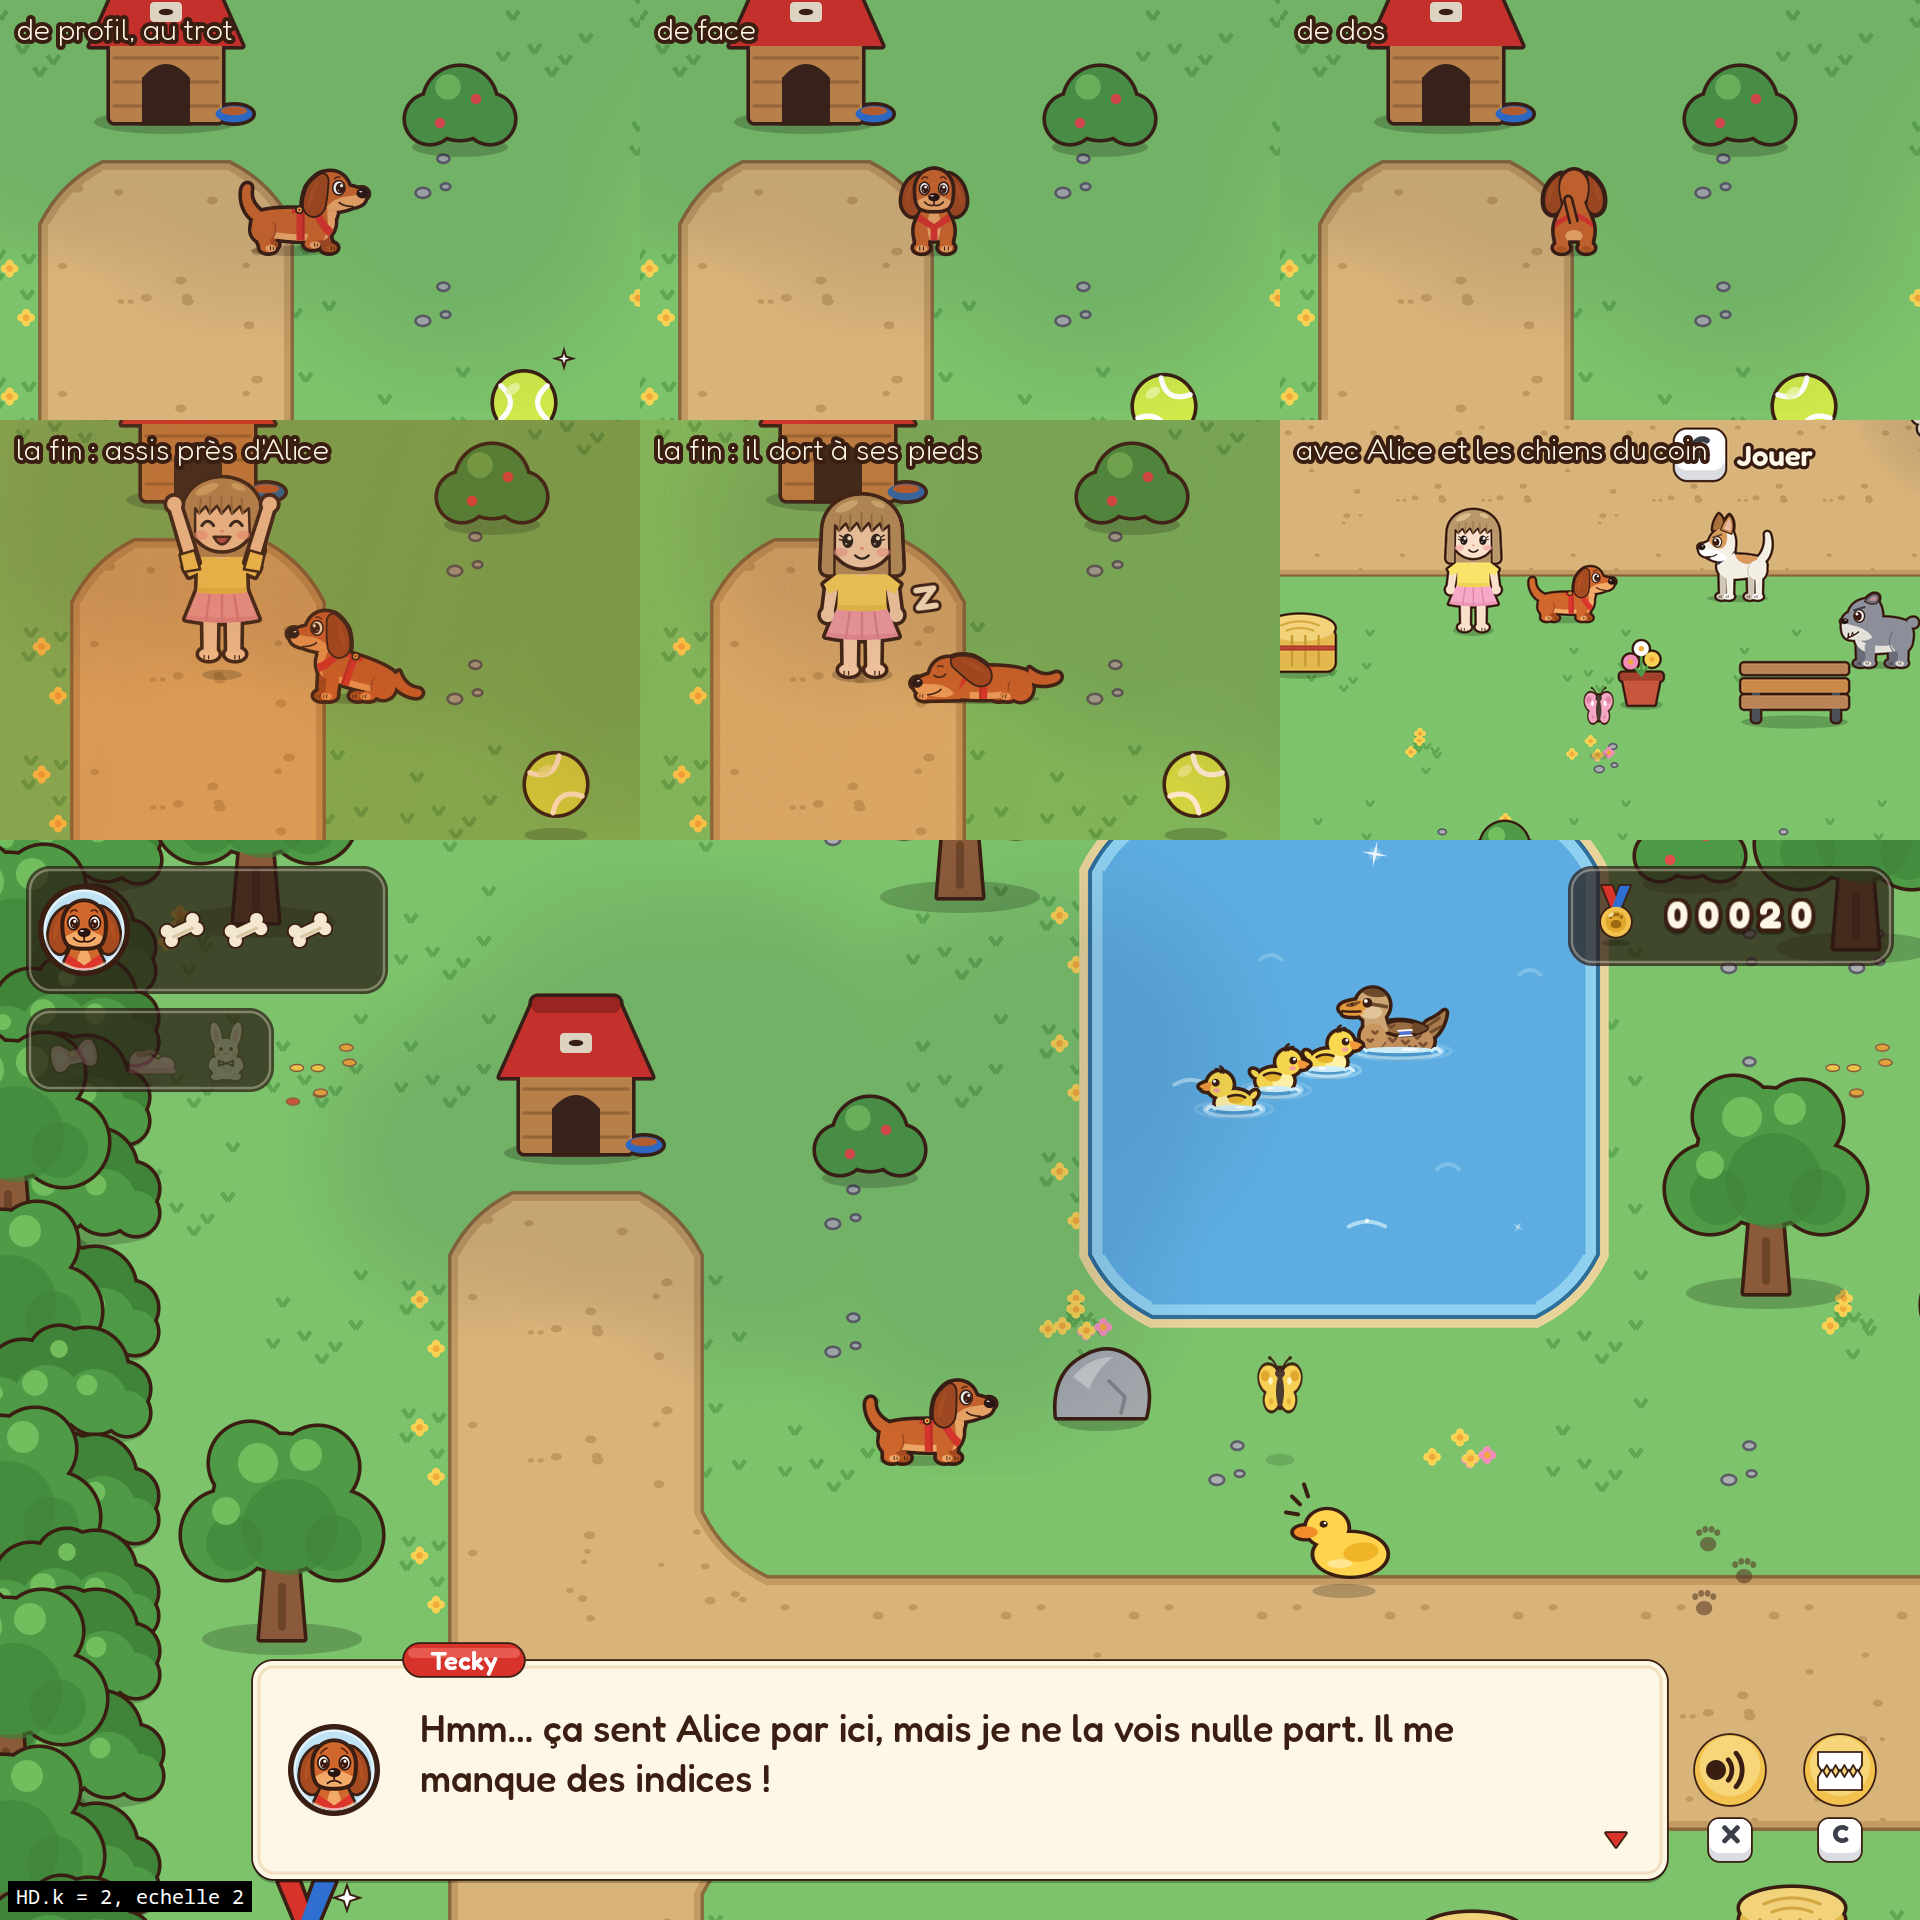 de profil, au trot
de face
de dos
la fin : assis près d'Alice
la fin : il dort à ses pieds
avec Alice et les chiens du coin
Jouer
Z
00020
Tecky
Hmm... ça sent Alice par ici, mais je ne la vois nulle part. Il me
manque des indices !
X
C
HD.k = 2, echelle 2